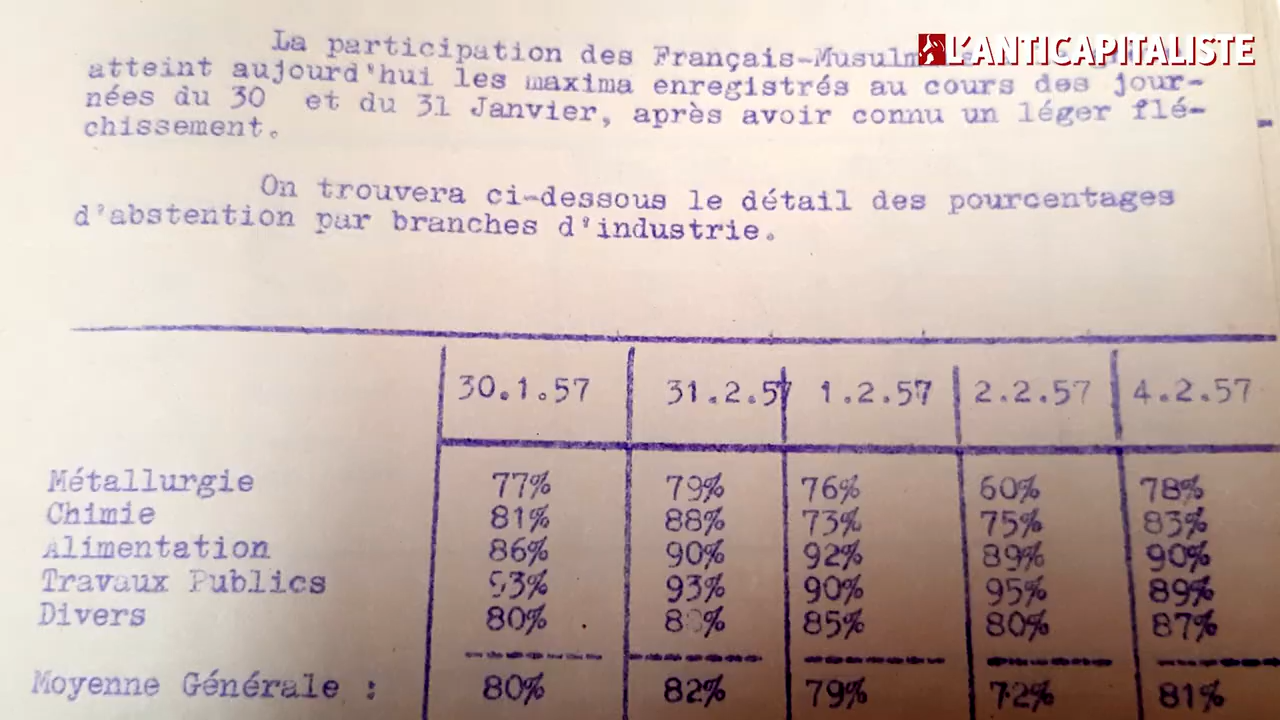 L'ANTICAPITALISTE
La participation des Français-
atteint aujourd'hui les maxima enregistrés au cours des jour-
nées du 30 et du 31 Janvier, après avoir connu un léger flé-
chissement.
On trouvera ci-dessous le détail des pourcentages
d'abstention par branches d'industrie.
30.1.57 31.2.57 1.2.57 2.2.57 4.2.57
Métallurgie 77% 79% 76% 60% 78%
Chimie 81% 88% 73% 75% 83%
Alimentation 86% 90% 92% 89% 90%
Travaux Publics 93% 93% 90% 95% 89%
Divers 80% 85% 80% 87%
Moyenne Générale : 80% 82% 79% 72% 81%